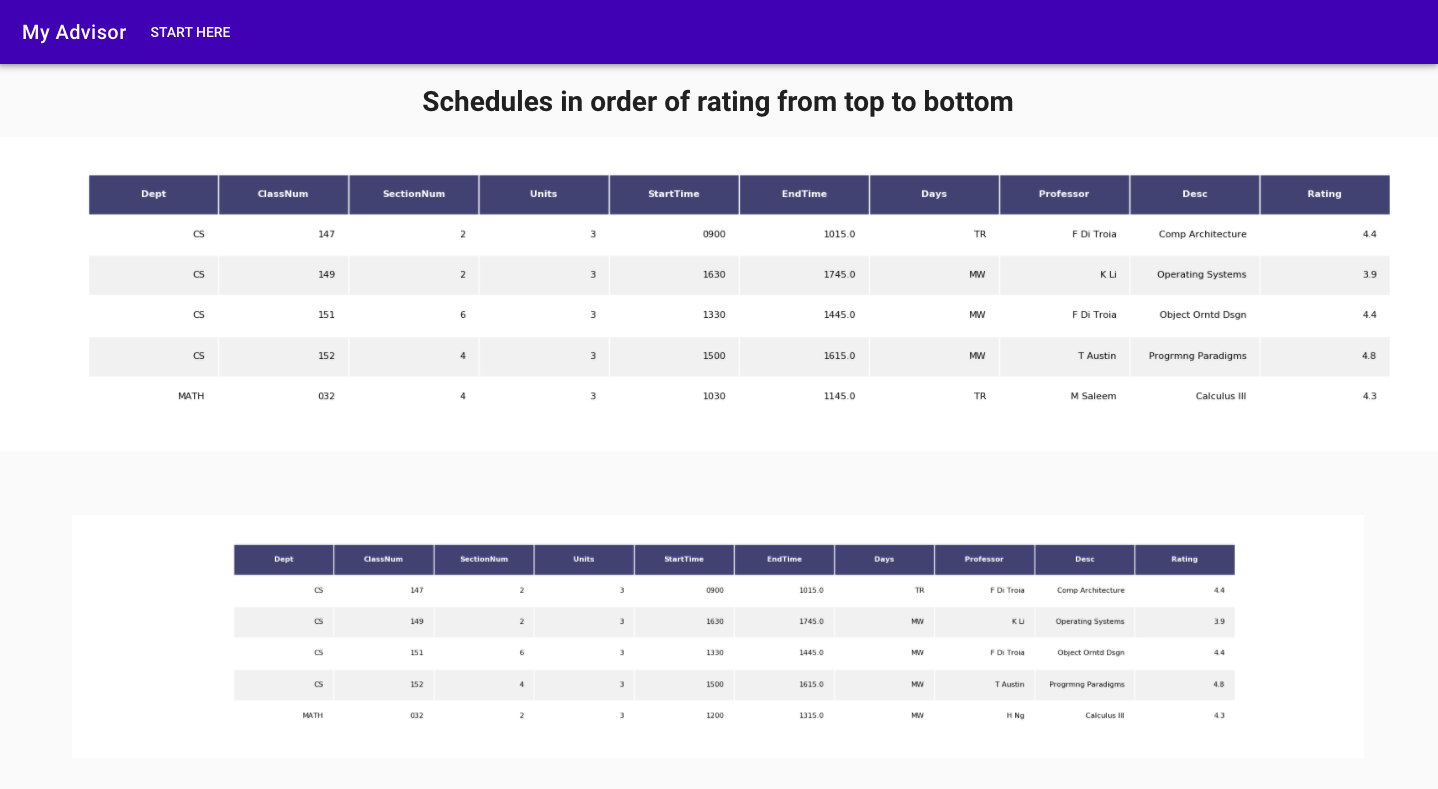 My Advisor START HERE
Schedules in order of rating from top to bottom
Dept ClassNum SectionNum Units StartTime EndTime Days Professor Desc Rating
CS 147 2 3 0900 1015.0 TR F Di Troia Comp Architecture 4.4
CS 149 2 3 1630 1745.0 MW K Li Operating Systems 3.9
CS 151 6 3 1330 1445.0 MW F Di Troia Object Orntd Dsgn 4.4
CS 152 4 3 1500 1615.0 MW T Austin Progrmng Paradigms 4.8
MATH 032 4 3 1030 1145.0 TR M Saleem Calculus III 4.3
Dept ClassNum SectionNum Units StartTime EndTime Days Professor Desc Rating
CS 147 2 3 0900 1015.0 TR F Di Troia Comp Architecture 4.4
CS 149 2 3 1630 1745.0 MW K Li Operating Systems 3.9
CS 151 6 3 1330 1445.0 MW F Di Troia Object Orntd Dsgn 4.4
CS 152 4 3 1500 1615.0 MW T Austin Progrmng Paradigms 4.8
MATH 032 2 3 1200 1315.0 MW H Ng Calculus III 4.3